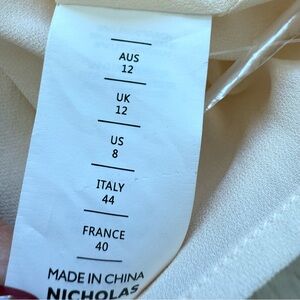 AUS
12
UK
12
US
8
ITALY
44
FRANCE
40
MADE IN CHINA
NICHOLAS